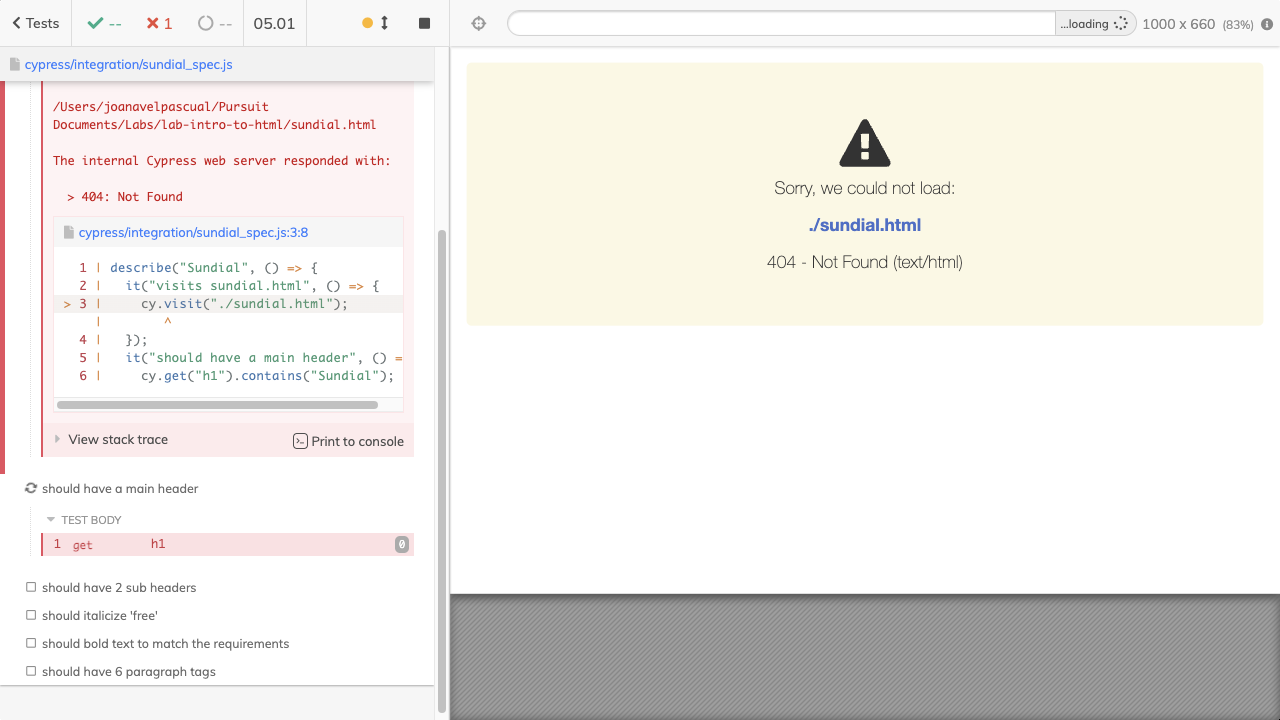 Tests
--
1
--
05.01
...loading
1000 x 660 (83%)
cypress/integration/sundial_spec.js
/Users/joanavelpascual/Pursuit
Documents/Labs/lab-intro-to-html/sundial.html
The internal Cypress web server responded with:
> 404: Not Found
cypress/integration/sundial_spec.js:3:8
1 | describe("Sundial", () => {
2 | it("visits sundial.html", () => {
> 3 | cy.visit("./sundial.html");
| ^
4 | });
5 | it("should have a main header", () =
6 | cy.get("h1").contains("Sundial");
View stack trace
Print to console
should have a main header
TEST BODY
1 get h1 0
should have 2 sub headers
should italicize 'free'
should bold text to match the requirements
should have 6 paragraph tags
Sorry, we could not load:
./sundial.html
404 - Not Found (text/html)